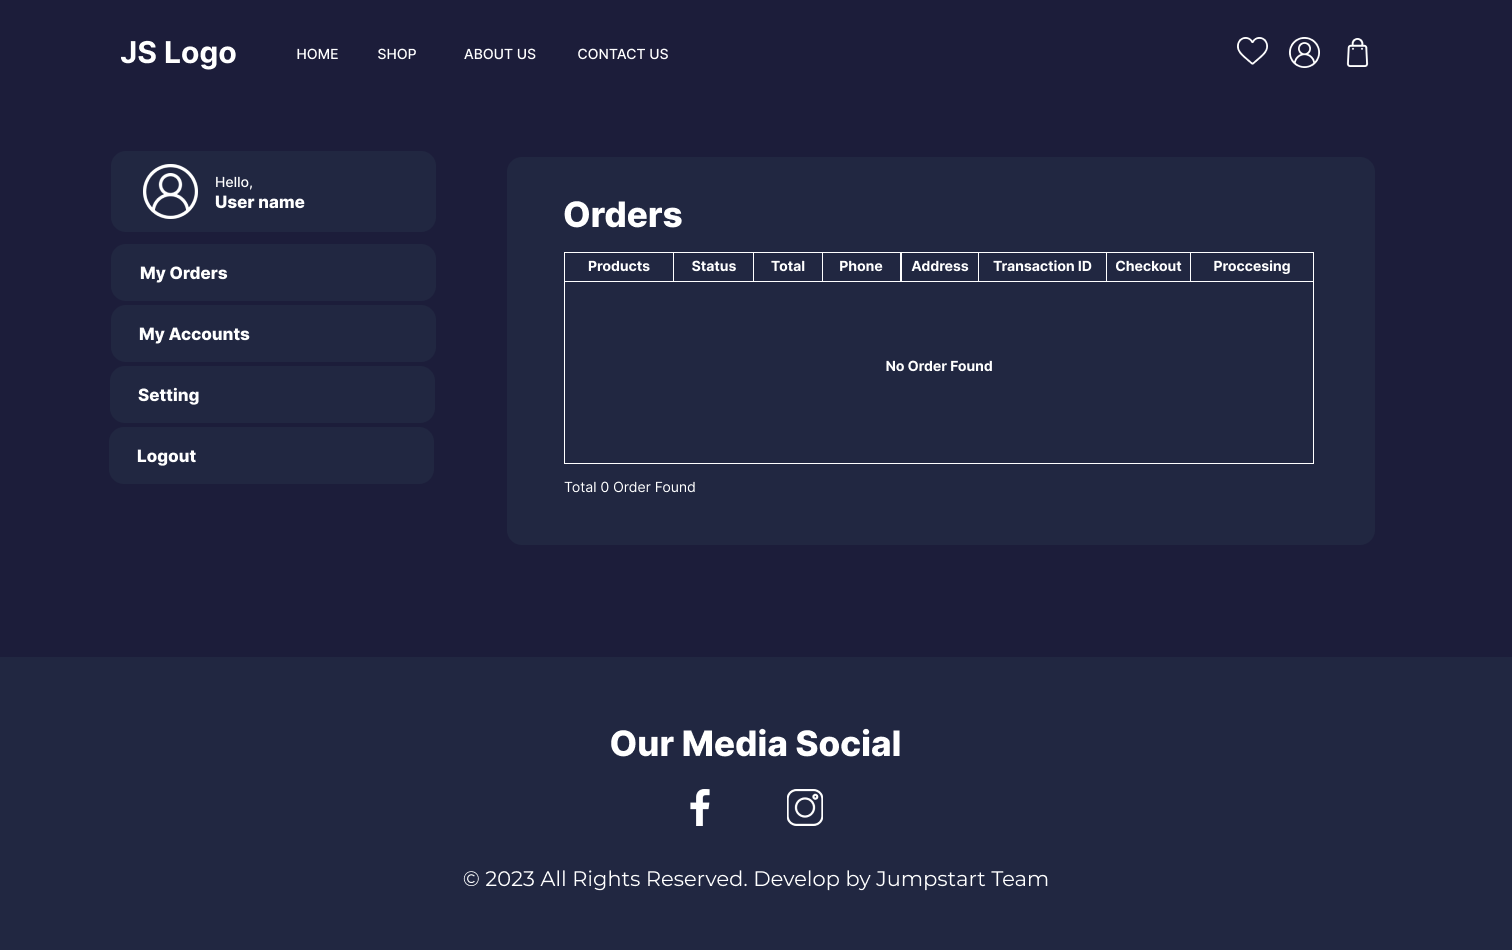 JS Logo HOME SHOP ABOUT US CONTACT US
Hello,
User name
My Orders
My Accounts
Setting
Logout
Orders
Products Status Total Phone Address Transaction ID Checkout Proccesing
No Order Found
Total 0 Order Found
Our Media Social
© 2023 All Rights Reserved. Develop by Jumpstart Team